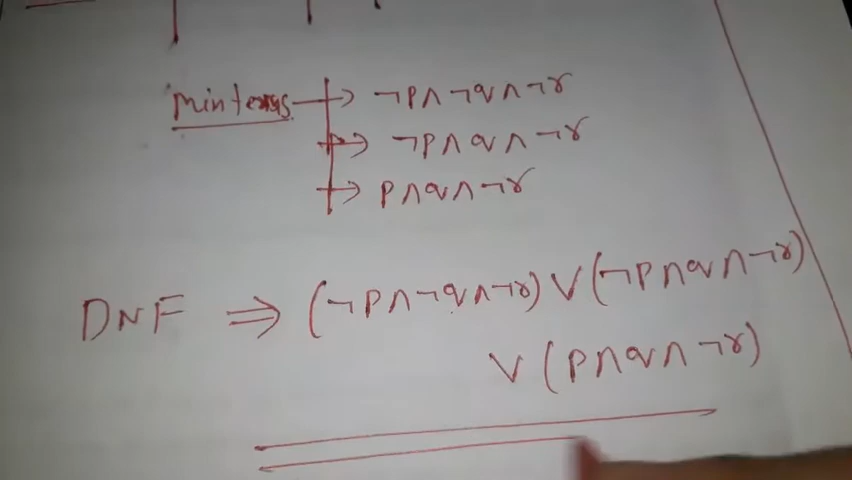 minterms → ¬p∧¬q∧¬r
→ ¬p∧q∧¬r
→ p∧q∧¬r
DNF ⇒ (¬p∧¬q∧¬r)∨(¬p∧q∧¬r)
∨(p∧q∧¬r)